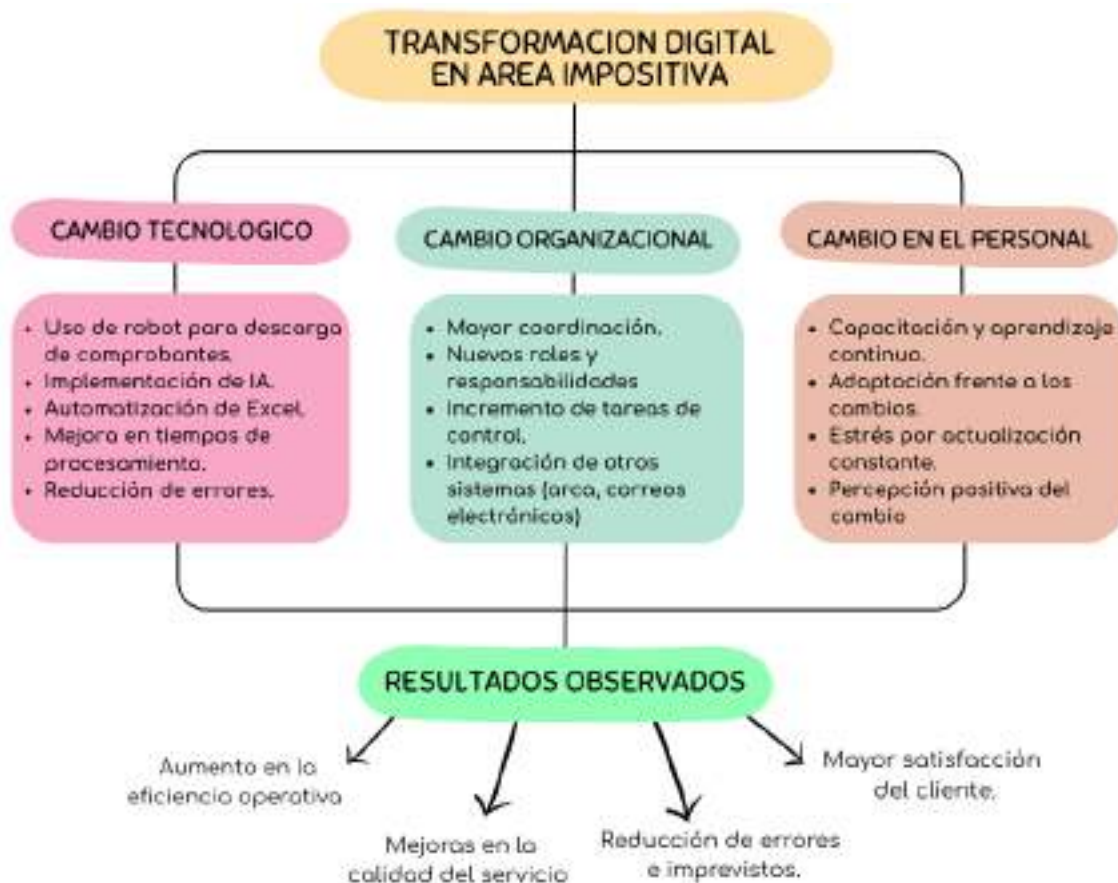 TRANSFORMACION DIGITAL
EN AREA IMPOSITIVA
CAMBIO TECNOLOGICO
• Uso de robot para descarga
de comprobantes.
• Implementación de IA.
• Automatización de Excel.
• Mejora en tiempos de
procesamiento.
• Reducción de errores.
CAMBIO ORGANIZACIONAL
• Mayor coordinación.
• Nuevos roles y
responsabilidades
• Incremento de tareas de
control.
• Integración de otros
sistemas (arca, correos
electrónicos)
CAMBIO EN EL PERSONAL
• Capacitación y aprendizaje
continuo.
• Adaptación frente a los
cambios.
• Estrés por actualización
constante.
• Percepción positiva del
cambio
RESULTADOS OBSERVADOS
Aumento en la
eficiencia operativa
Mejoras en la
calidad del servicio
Reducción de errores
e imprevistos.
Mayor satisfacción
del cliente.